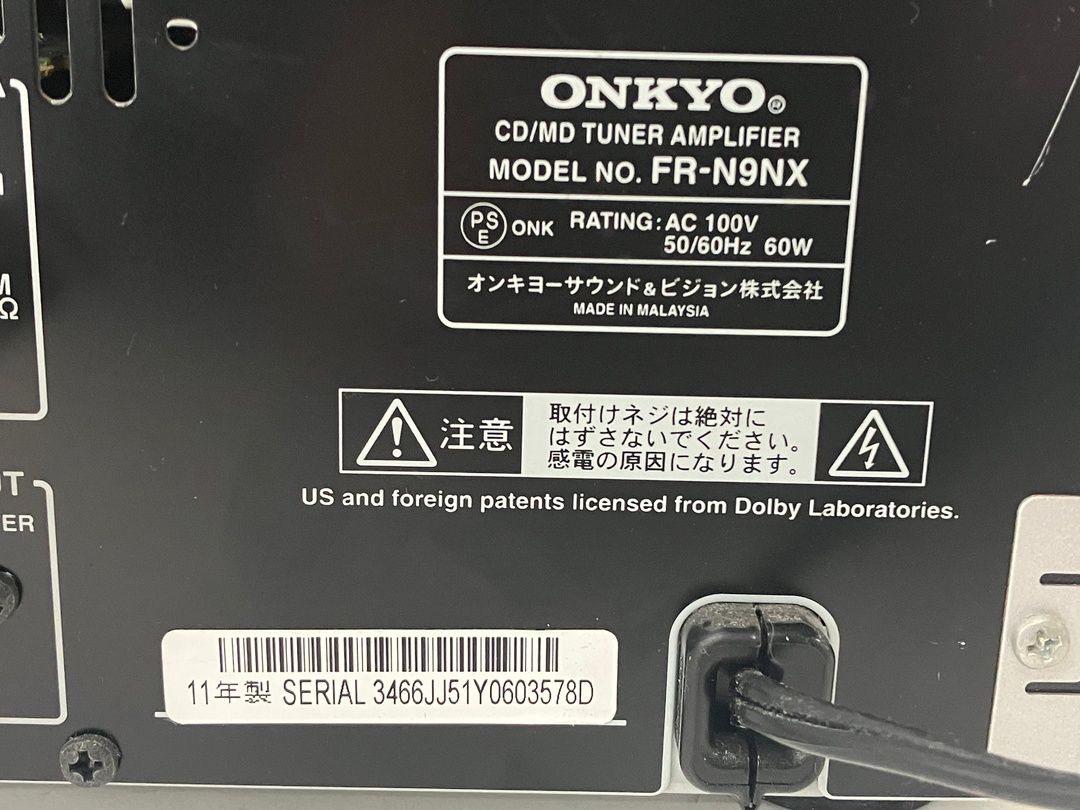 ONKYO®
CD/MD TUNER AMPLIFIER
MODEL NO. FR-N9NX
PSE ONK RATING: AC 100V
50/60Hz 60W
オンキヨーサウンド&ビジョン株式会社
MADE IN MALAYSIA
注意
取付けネジは絶対に
はずさないでください。
感電の原因になります。
US and foreign patents licensed from Dolby Laboratories.
Ω
ER
11年製 SERIAL 3466JJ51Y0603578D